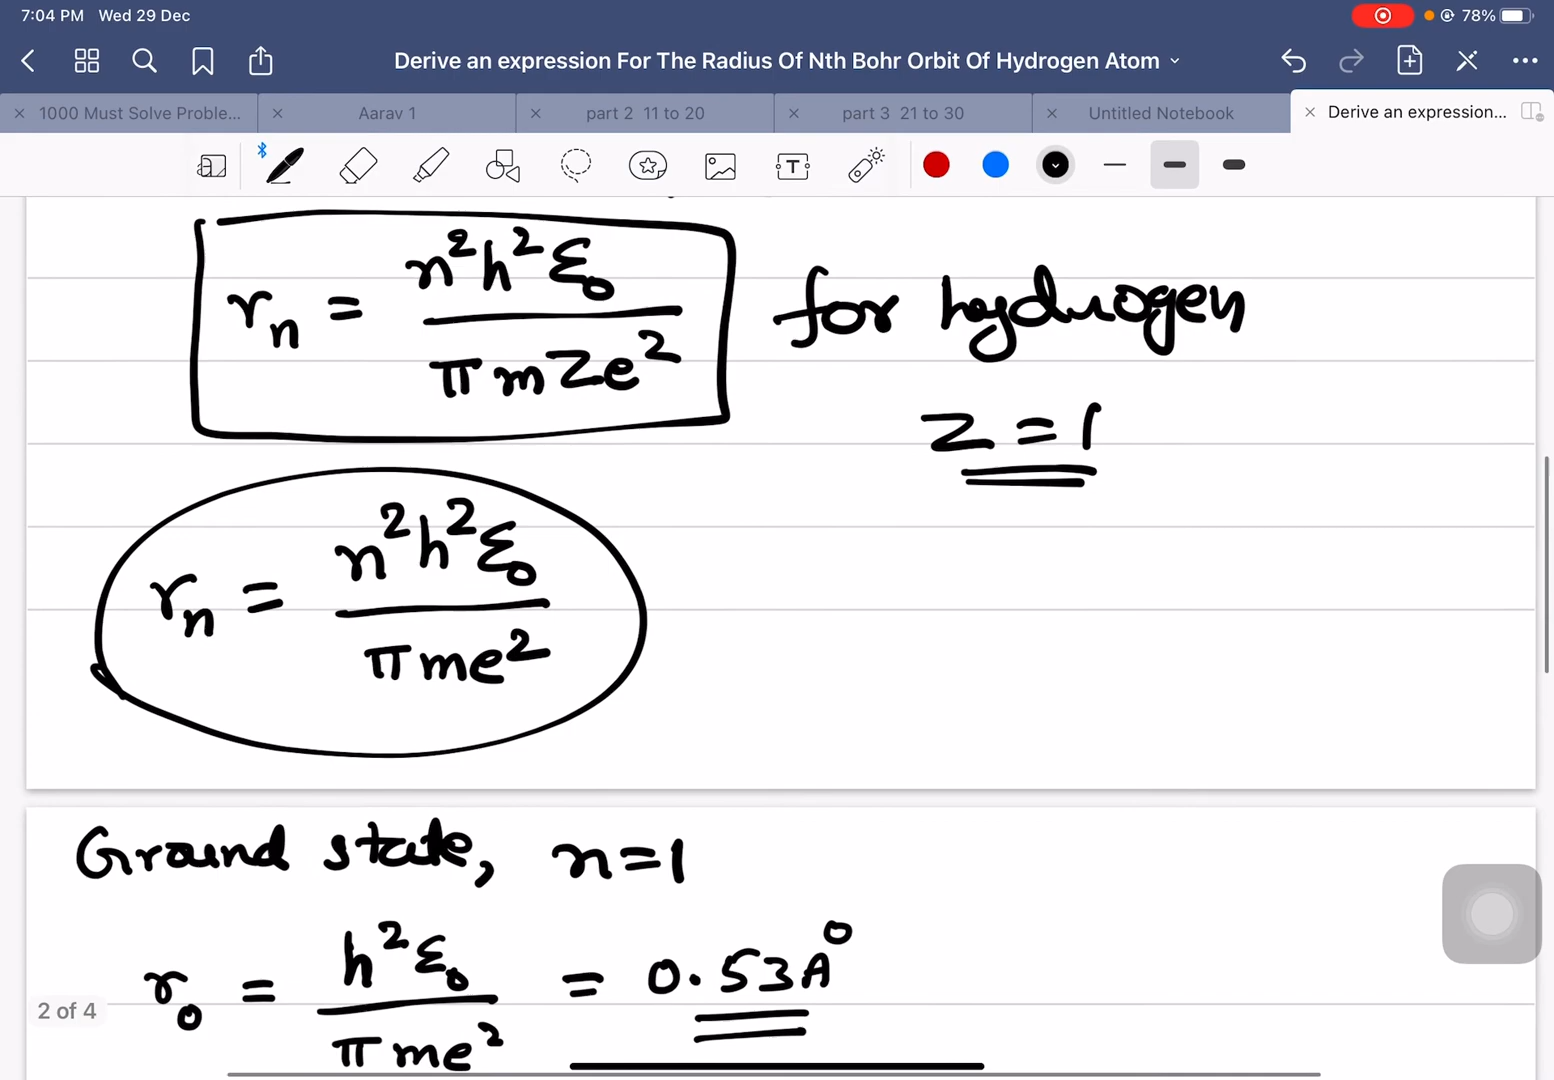 7:04 PM Wed 29 Dec 78%
Derive an expression For The Radius Of Nth Bohr Orbit Of Hydrogen Atom
1000 Must Solve Proble... Aarav 1 part 2 11 to 20 part 3 21 to 30 Untitled Notebook Derive an expression...
rₙ = n²h²ε₀ / πmZe² for hydrogen
Z = 1
rₙ = n²h²ε₀ / πme²
Ground state, n=1
r₀ = h²ε₀ / πme² = 0.53A⁰
2 of 4